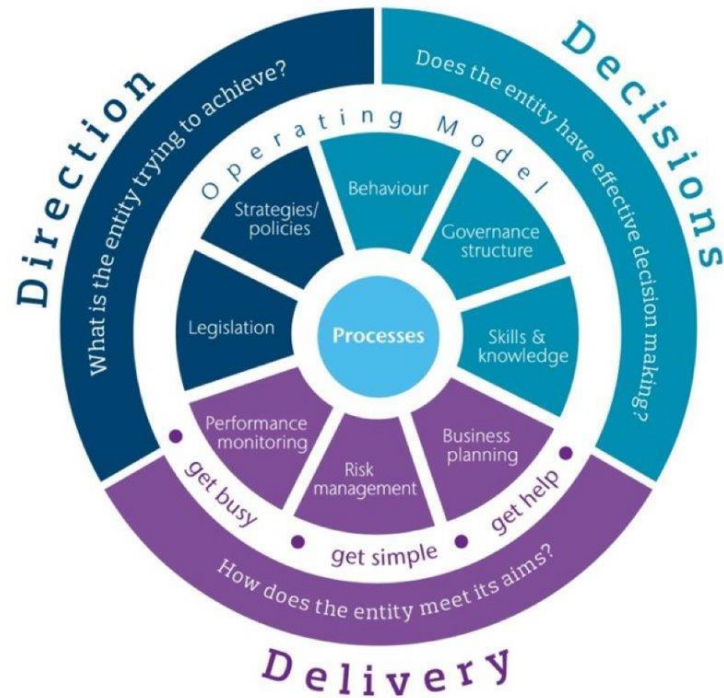 Direction
What is the entity trying to achieve?
Decisions
Does the entity have effective decision making?
Delivery
How does the entity meet its aims?
Operating Model
Strategies/
policies
Legislation
Behaviour
Governance
structure
Skills &
knowledge
Performance
monitoring
Risk
management
Business
planning
Processes
get busy
get simple
get help